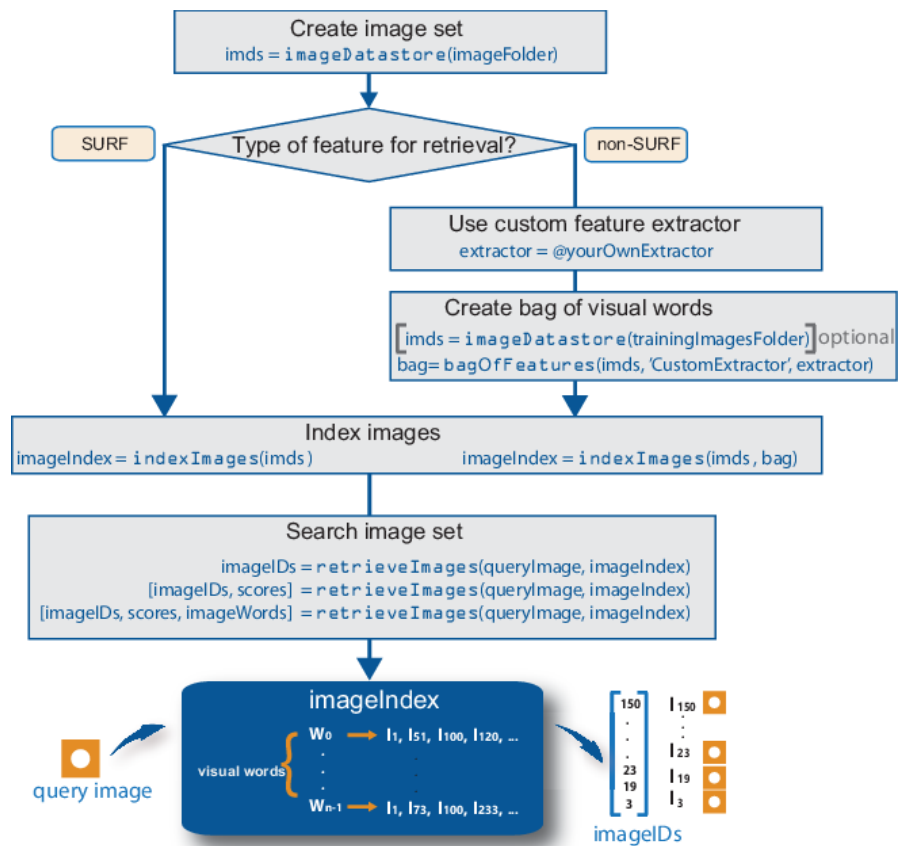 Create image set
imds = imageDatastore(imageFolder)
SURF
Type of feature for retrieval?
non-SURF
Use custom feature extractor
extractor = @yourOwnExtractor
Create bag of visual words
[imds = imageDatastore(trainingImagesFolder)] optional
bag= bagOfFeatures(imds, 'CustomExtractor', extractor)
Index images
imageIndex = indexImages(imds )
imageIndex = indexImages(imds , bag)
Search image set
imageIDs = retrieveImages(queryImage, imageIndex)
[imageIDs, scores] = retrieveImages(queryImage, imageIndex)
[imageIDs, scores, imageWords] = retrieveImages(queryImage, imageIndex)
imageIndex
W0 I1, I51, I100, I120, ...
visual words
Wn-1 I1, I73, I100, I233, ...
query image
150 I150
.
.
.
23 I23
19 I19
3 I3
imageIDs